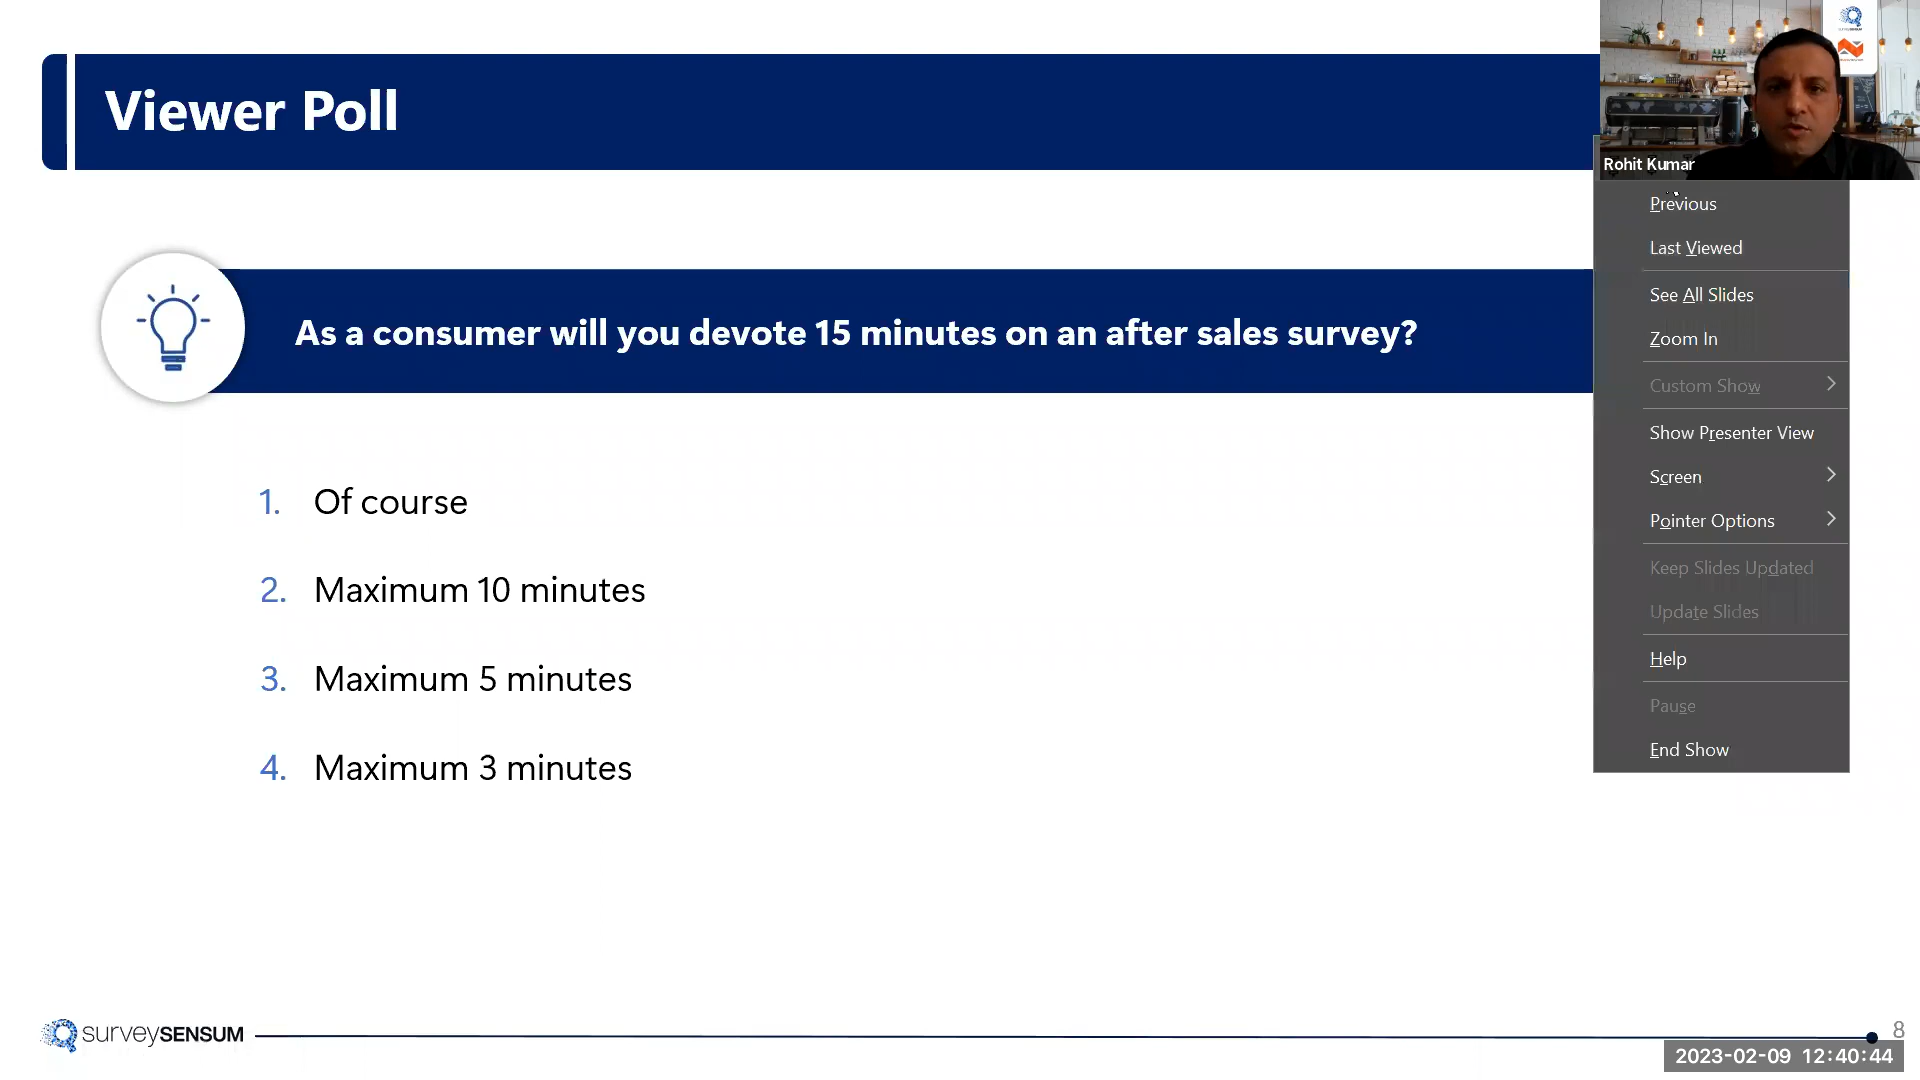 Viewer Poll
As a consumer will you devote 15 minutes on an after sales survey?
1. Of course
2. Maximum 10 minutes
3. Maximum 5 minutes
4. Maximum 3 minutes
Rohit Kumar
Previous
Last Viewed
See All Slides
Zoom In
Custom Show
Show Presenter View
Screen
Pointer Options
Keep Slides Updated
Update Slides
Help
Pause
End Show
surveySENSUM
8
2023-02-09 12:40:44